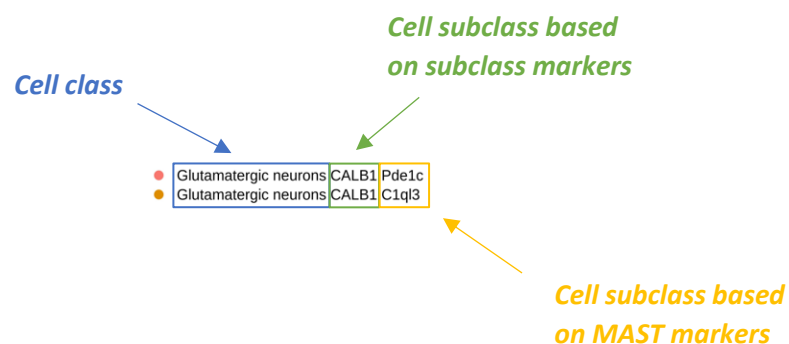 Cell subclass based
on subclass markers
Cell class
Glutamatergic neurons CALB1 Pde1c
Glutamatergic neurons CALB1 C1ql3
Cell subclass based
on MAST markers